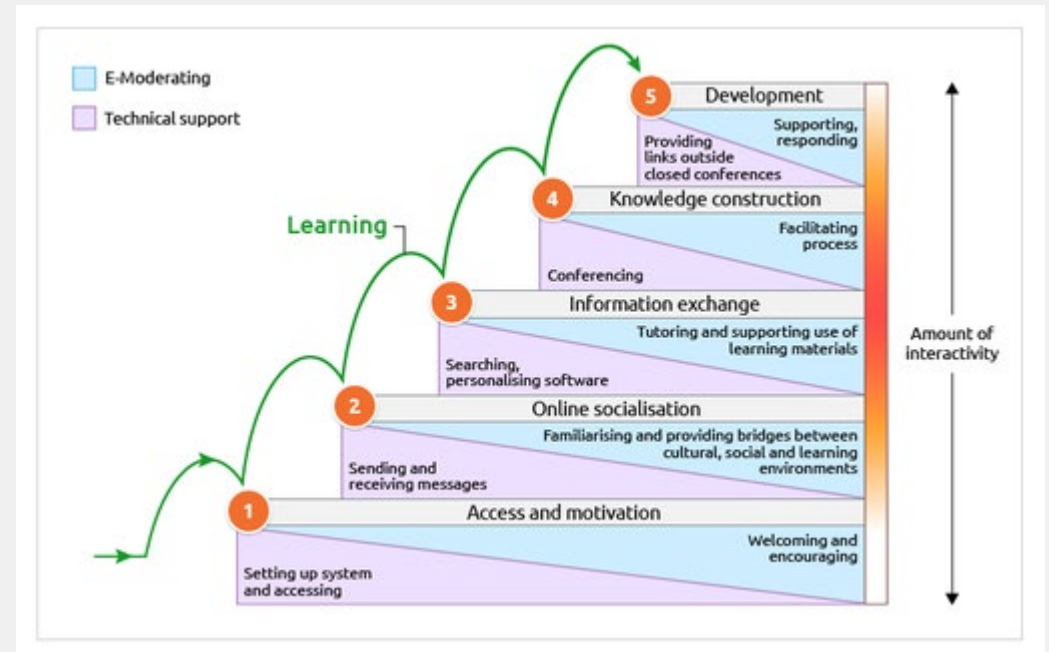 E-Moderating
Technical support
Learning
5
Development
Supporting,
responding
Providing
links outside
closed conferences
4
Knowledge construction
Facilitating
process
Conferencing
3
Information exchange
Tutoring and supporting use of
learning materials
Searching,
personalising software
Amount of
interactivity
2
Online socialisation
Familiarising and providing bridges between
cultural, social and learning
environments
Sending and
receiving messages
1
Access and motivation
Welcoming and
encouraging
Setting up system
and accessing